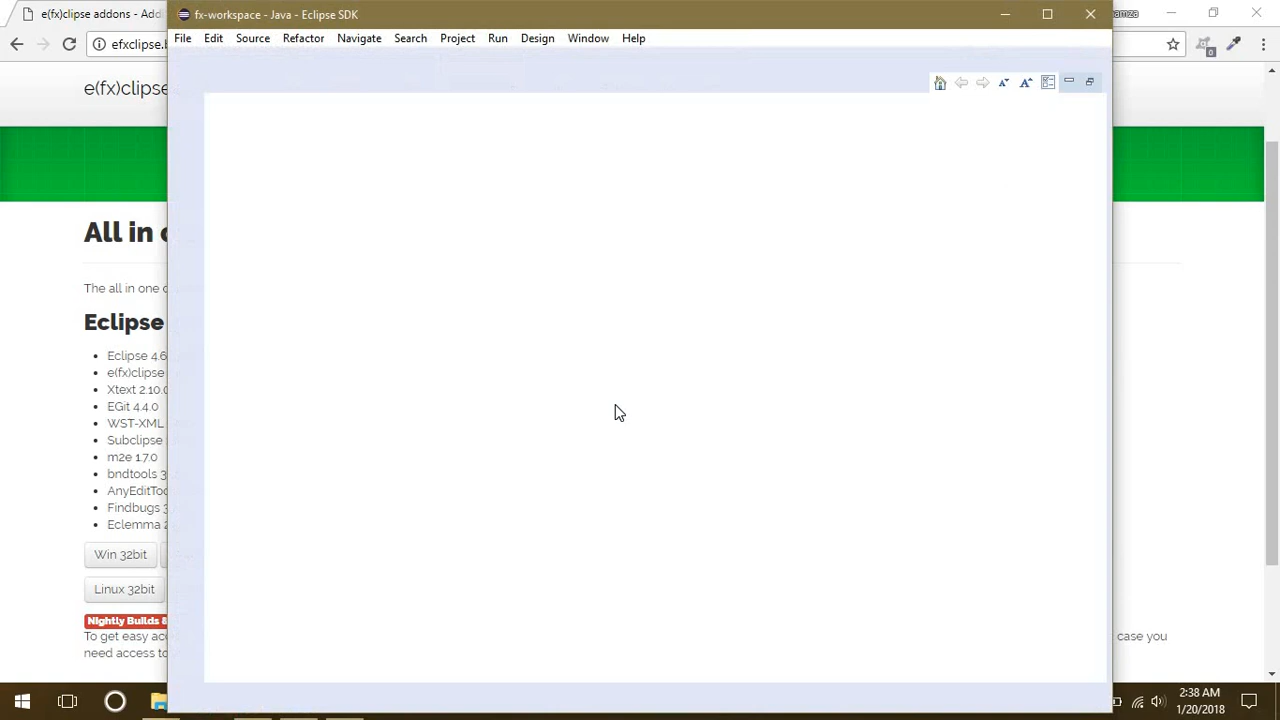 e(fx)clipse addons - Add
fx-workspace - Java - Eclipse SDK
amza
efxclipse.b
File Edit Source Refactor Navigate Search Project Run Design Window Help
e(fx)clipse
All in
The all in one
Eclipse
Eclipse 4.6
e(fx)clipse
Xtext 2.10.0
EGit 4.4.0
WST-XML
Subclipse
m2e 1.7.0
bndtools 3
AnyEditToo
Findbugs 3
Eclemma 2
Win 32bit
Linux 32bit
Nightly Builds &
To get easy acc case you
need access to
2:38 AM
1/20/2018